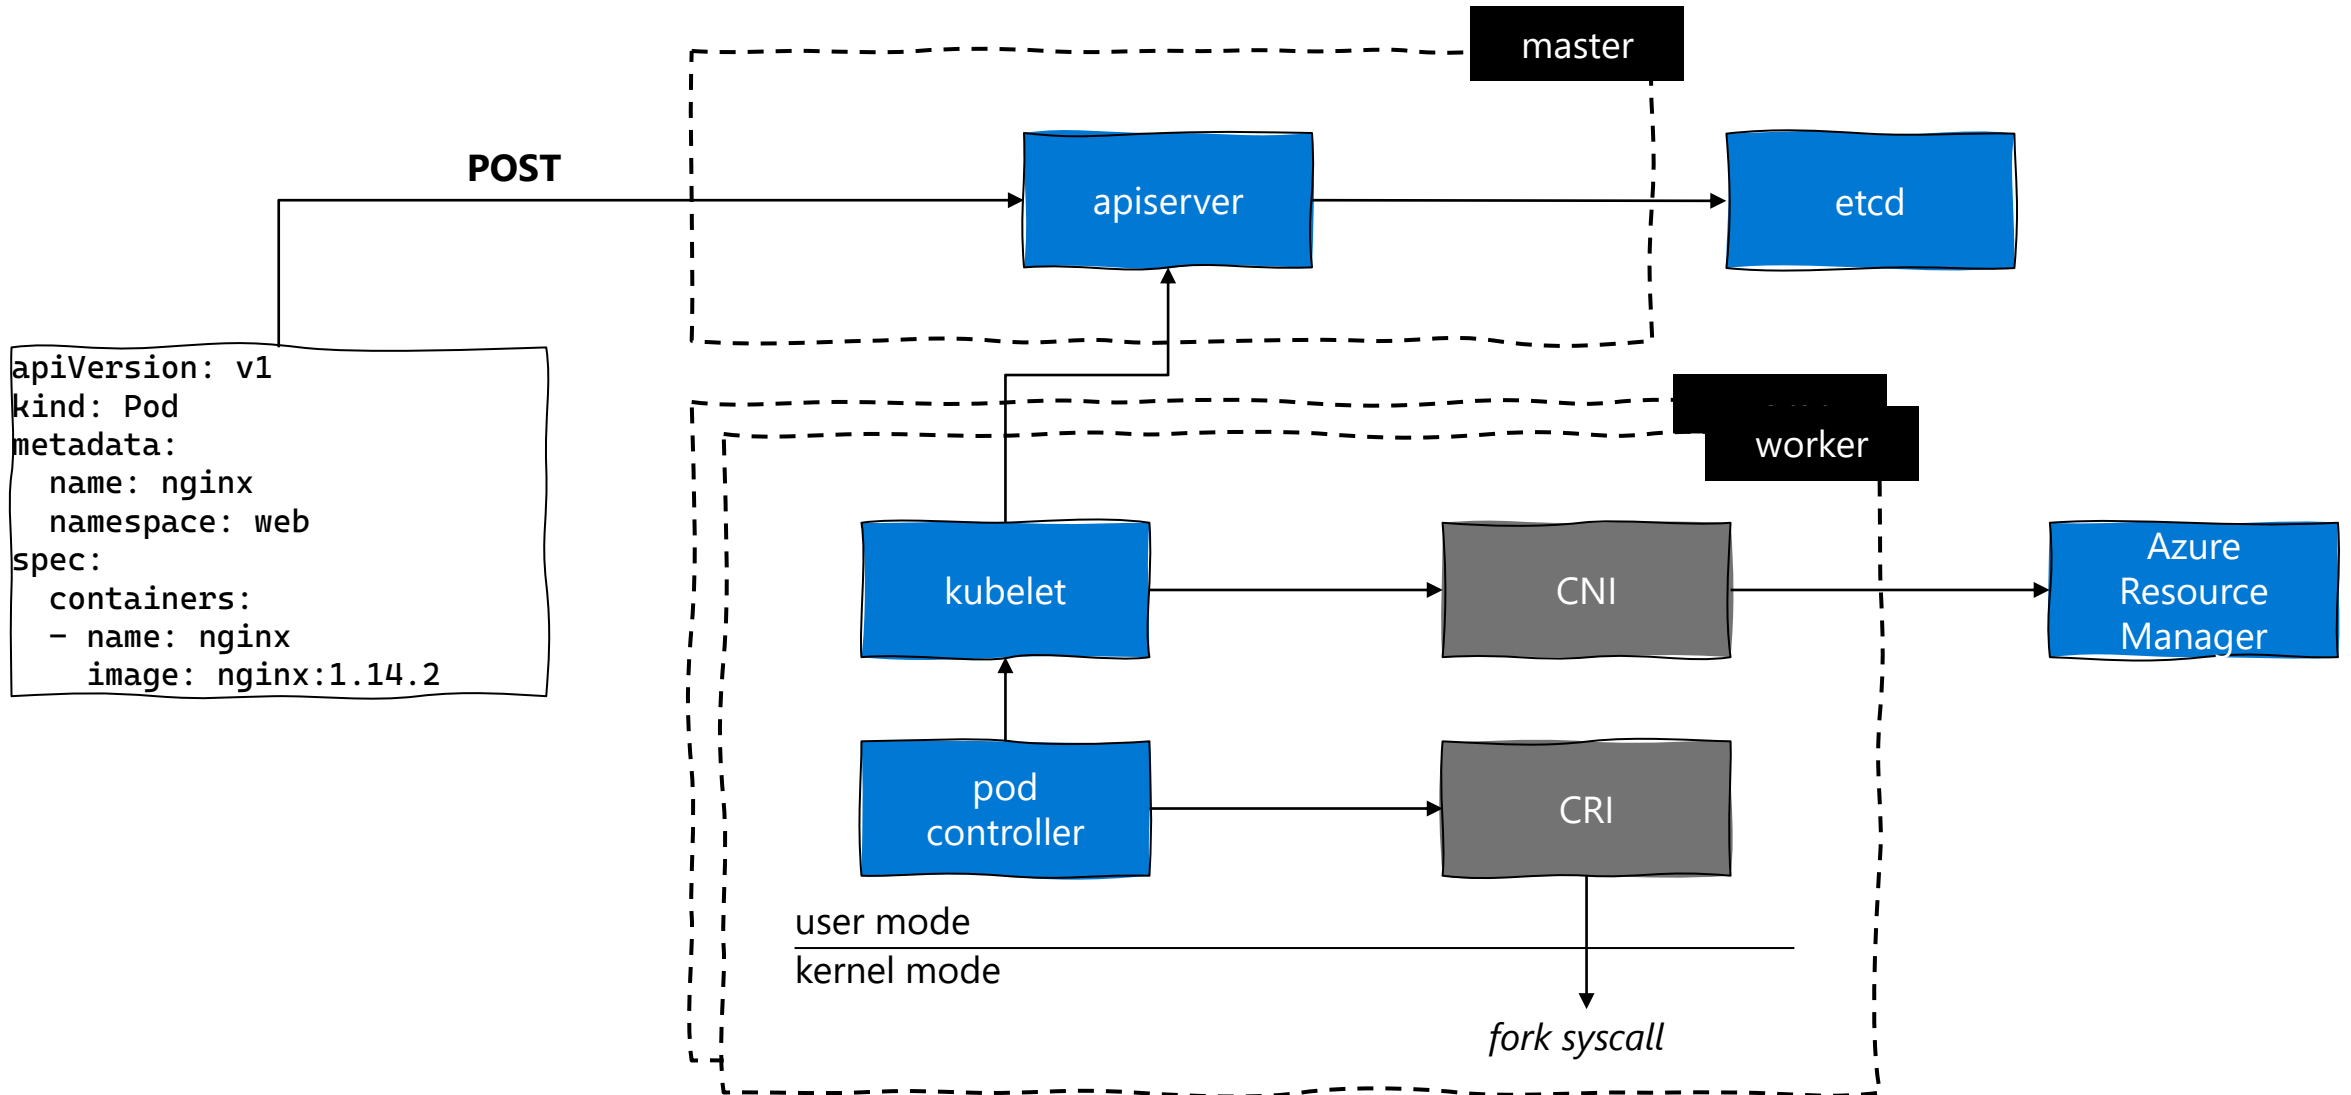 master
POST
apiserver
etcd
apiVersion: v1
kind: Pod
metadata:
  name: nginx
  namespace: web
spec:
  containers:
  - name: nginx
    image: nginx:1.14.2
worker
kubelet
CNI
Azure
Resource
Manager
pod
controller
CRI
user mode
kernel mode
fork syscall